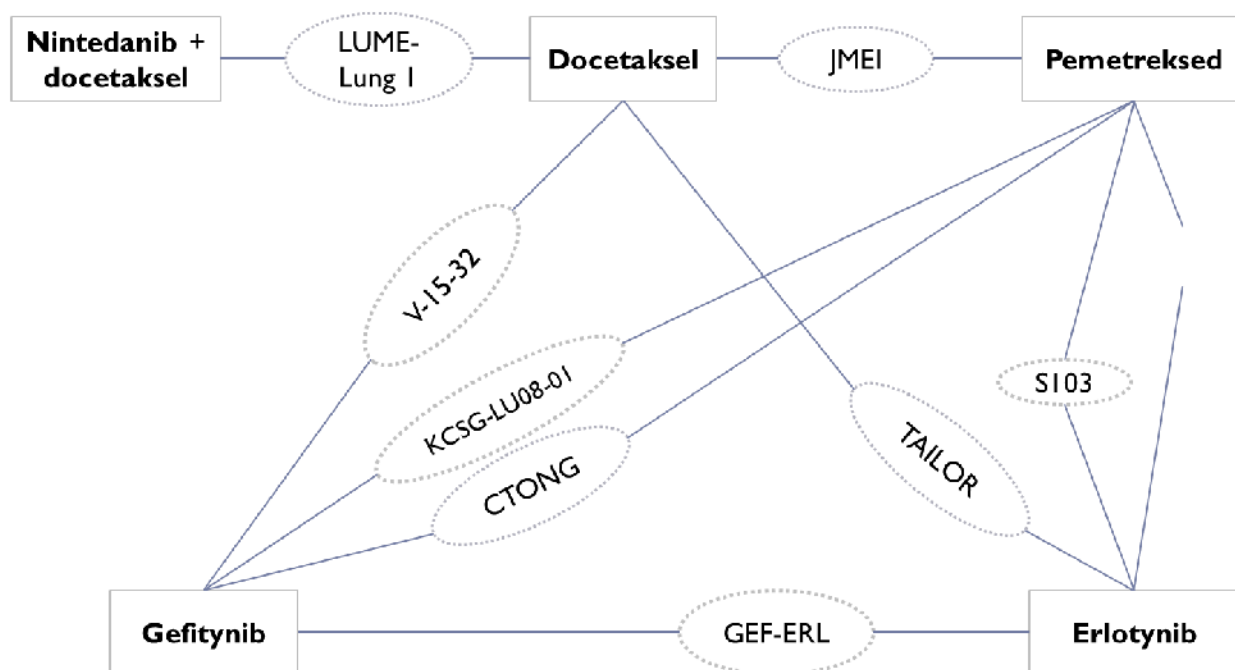 Nintedanib +
docetaksel
LUME-
Lung 1
Docetaksel
JMEI
Pemetreksed
V-15-32
KCSG-LU08-01
CTONG
TAILOR
S103
Gefitynib
GEF-ERL
Erlotynib